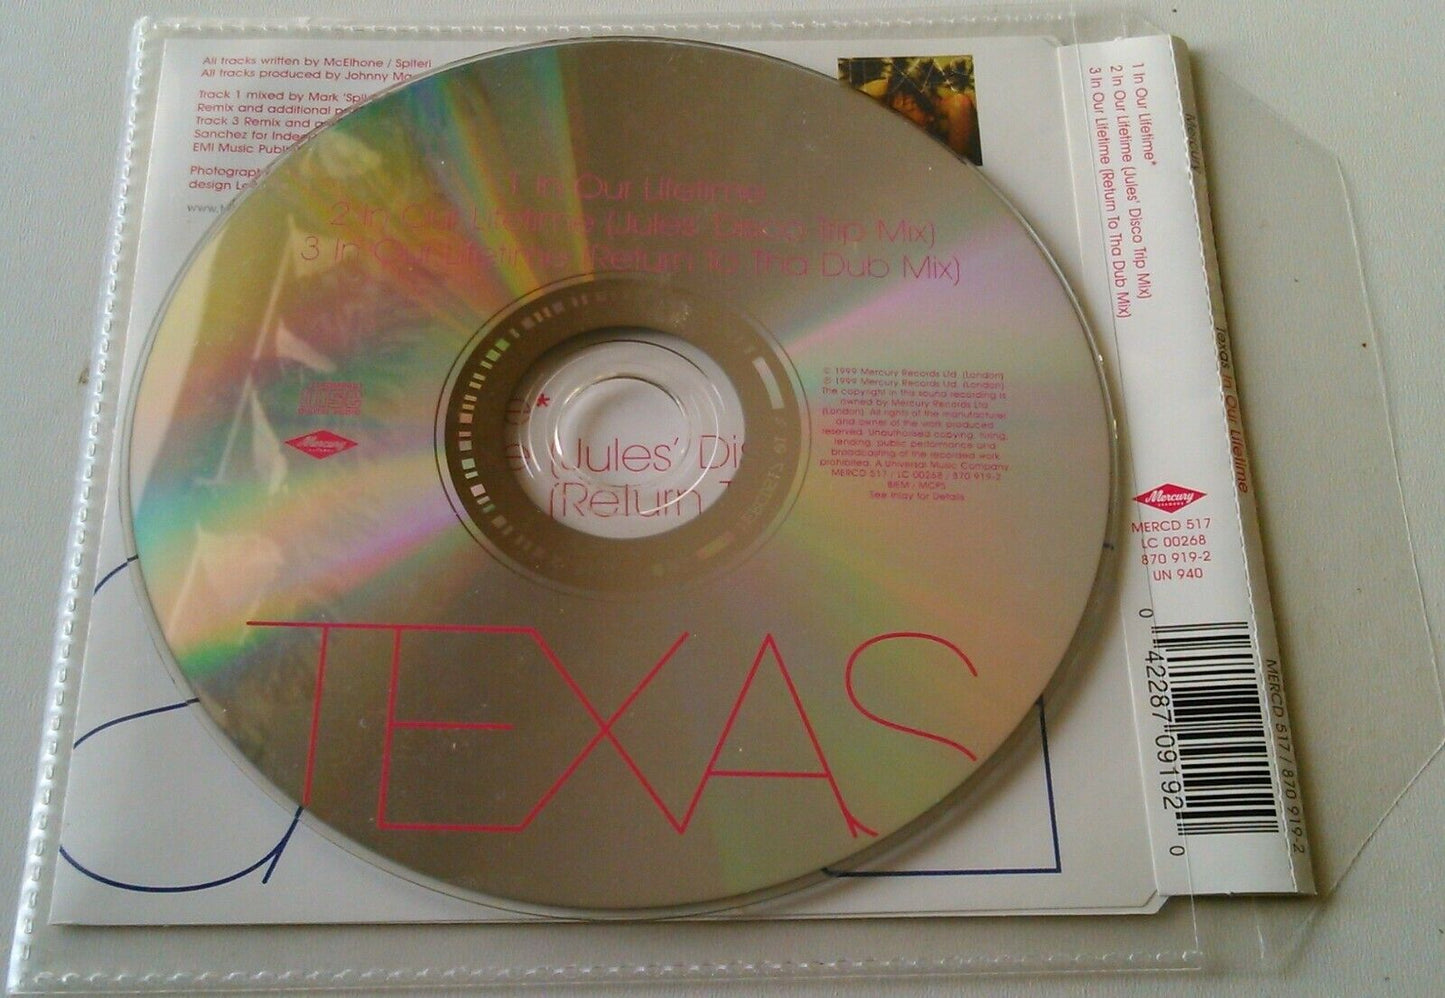 All tracks written by McElhone / Spiteri
All tracks produced by Johnny
Track 1 mixed by Mark
Remix and additional
Track 3 Remix and
Sanchez for
EMI Music
design
1 In Our Lifetime
2 In Our Lifetime (Jules' Disco Trip Mix)
3 In Our Lifetime (Return To Tha Dub Mix)
Mercury
*
(Jules' Dis
(Return T
℗ 1999 Mercury Records Ltd. (London)
© 1999 Mercury Records Ltd. (London)
The copyright in this sound recording is
owned by Mercury Records Ltd
(London). All rights of the manufacturer
and owner of the work produced
reserved. Unauthorised copying, hiring,
lending, public performance and
broadcasting of the recorded work
prohibited. A Universal Music Company
MERCD 517 / LC 00268 / 870 919-2
BIEM / MCPS
See Inlay for Details
TEXAS
1 In Our Lifetime*
2 In Our Lifetime (Jules' Disco Trip Mix)
3 In Our Lifetime (Return To Tha Dub Mix)
Mercury
MERCD 517
LC 00268
870 919-2
UN 940
0 42287 09192 0
Mercury
Texas In Our Lifetime
MERCD 517 / 870 919-2